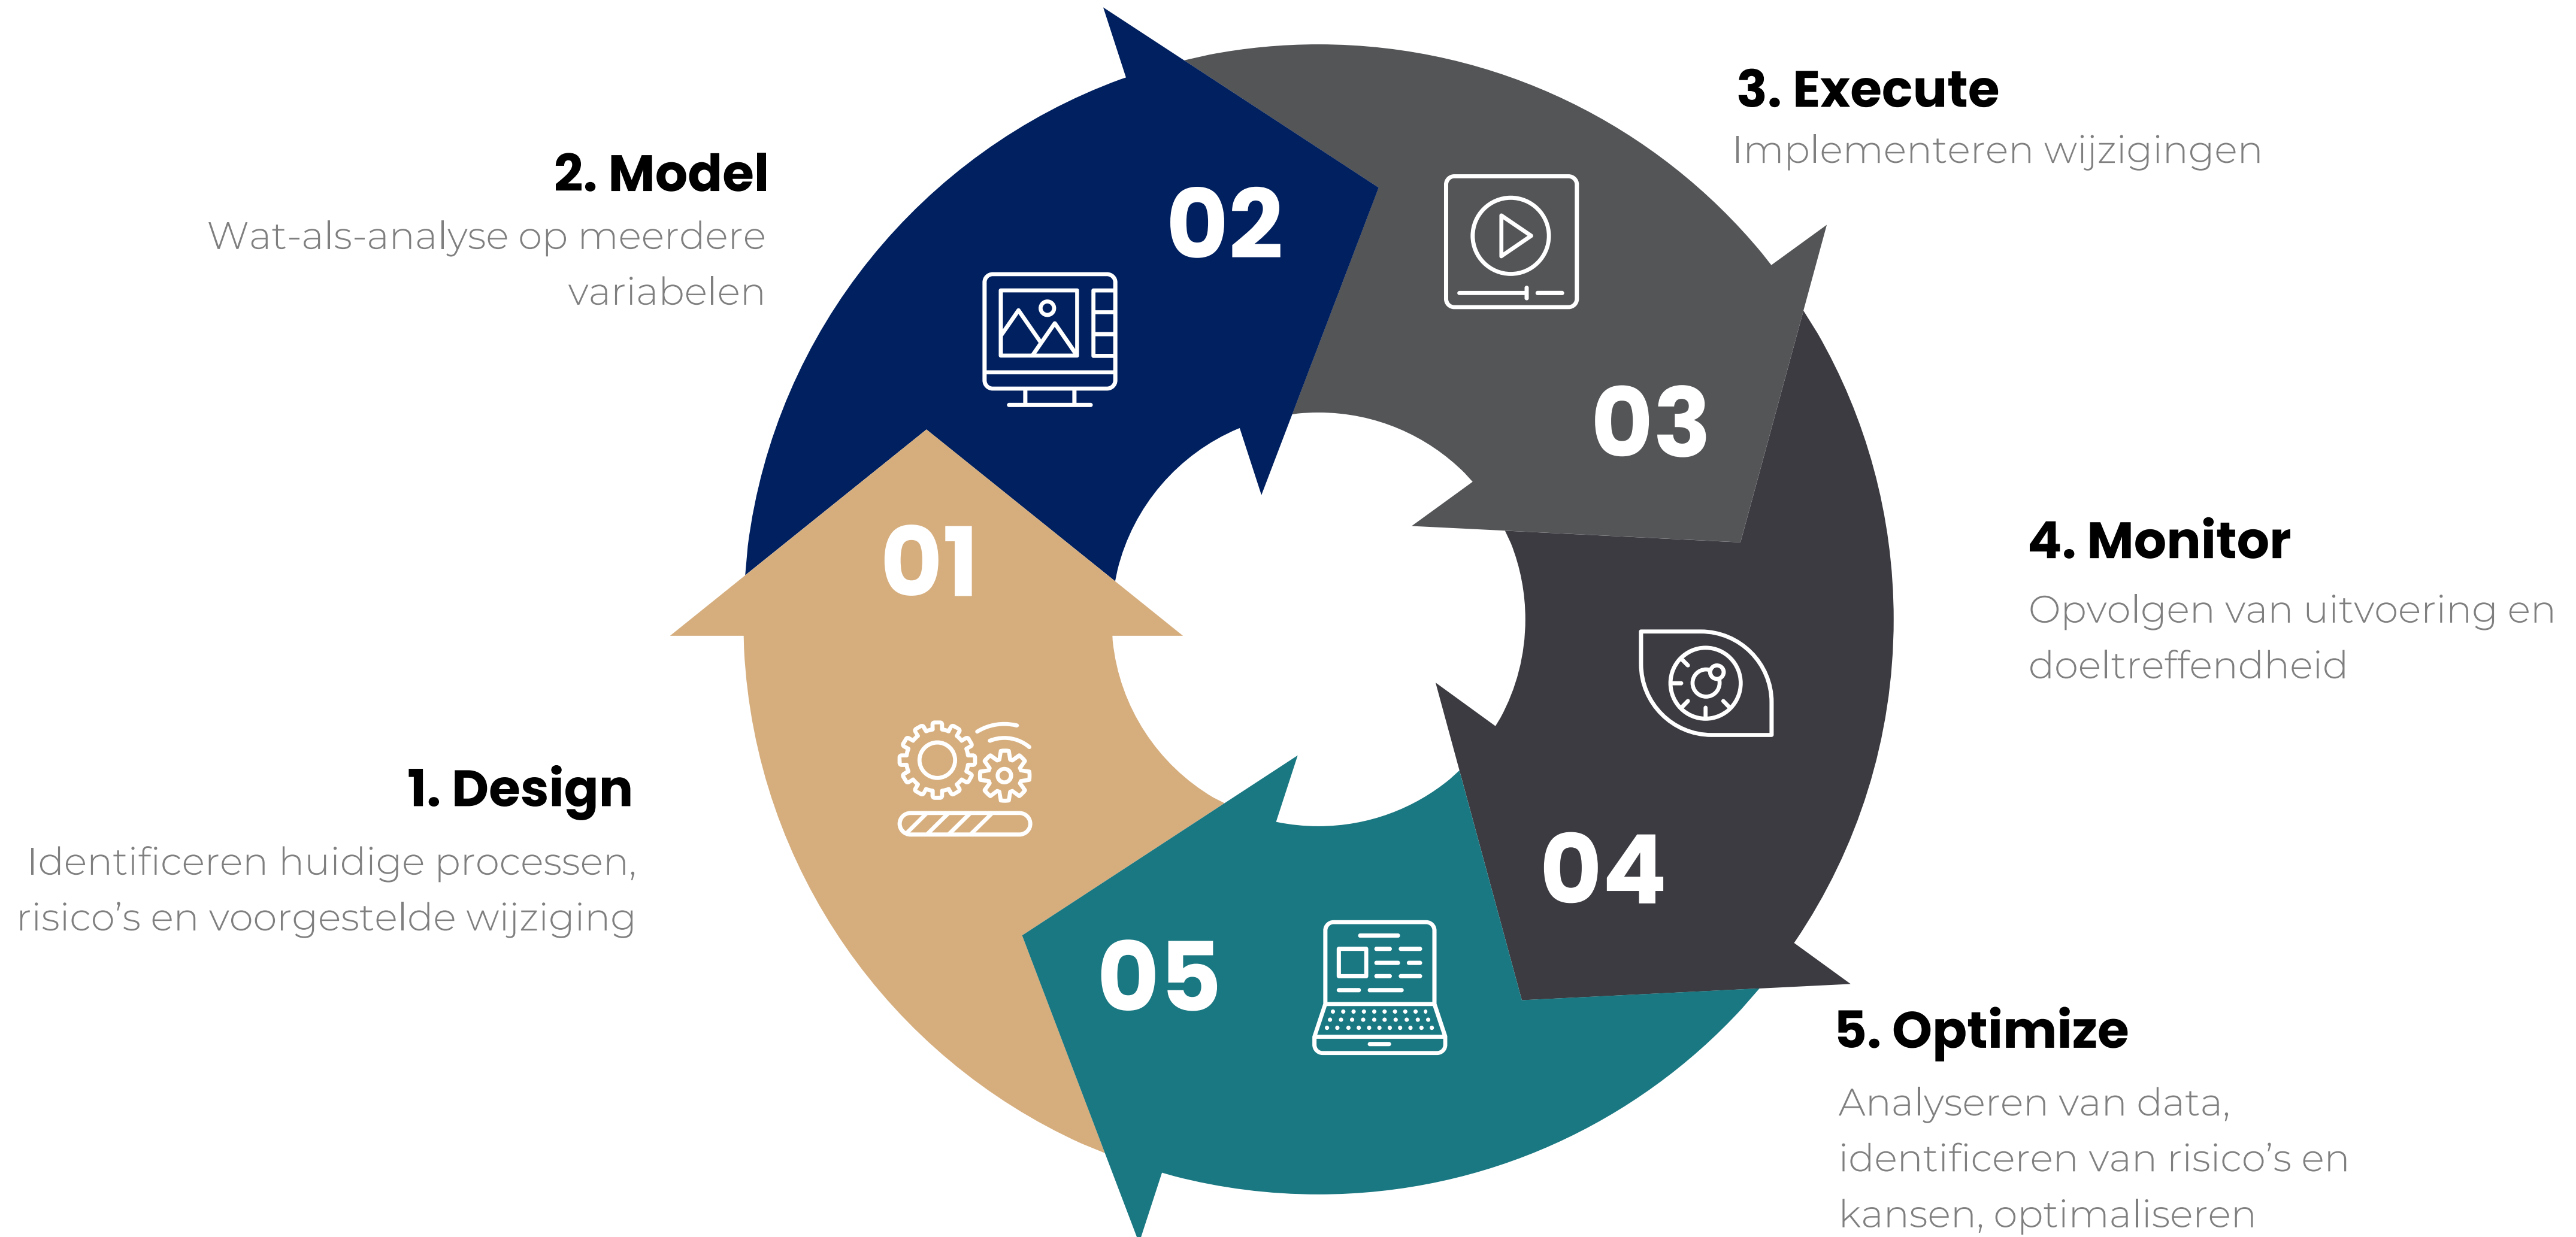 1. Design
Identificeren huidige processen,
risico’s en voorgestelde wijziging
01
2. Model
Wat-als-analyse op meerdere
variabelen
02
3. Execute
Implementeren wijzigingen
03
4. Monitor
Opvolgen van uitvoering en
doeltreffendheid
04
5. Optimize
Analyseren van data,
identificeren van risico’s en
kansen, optimaliseren
05